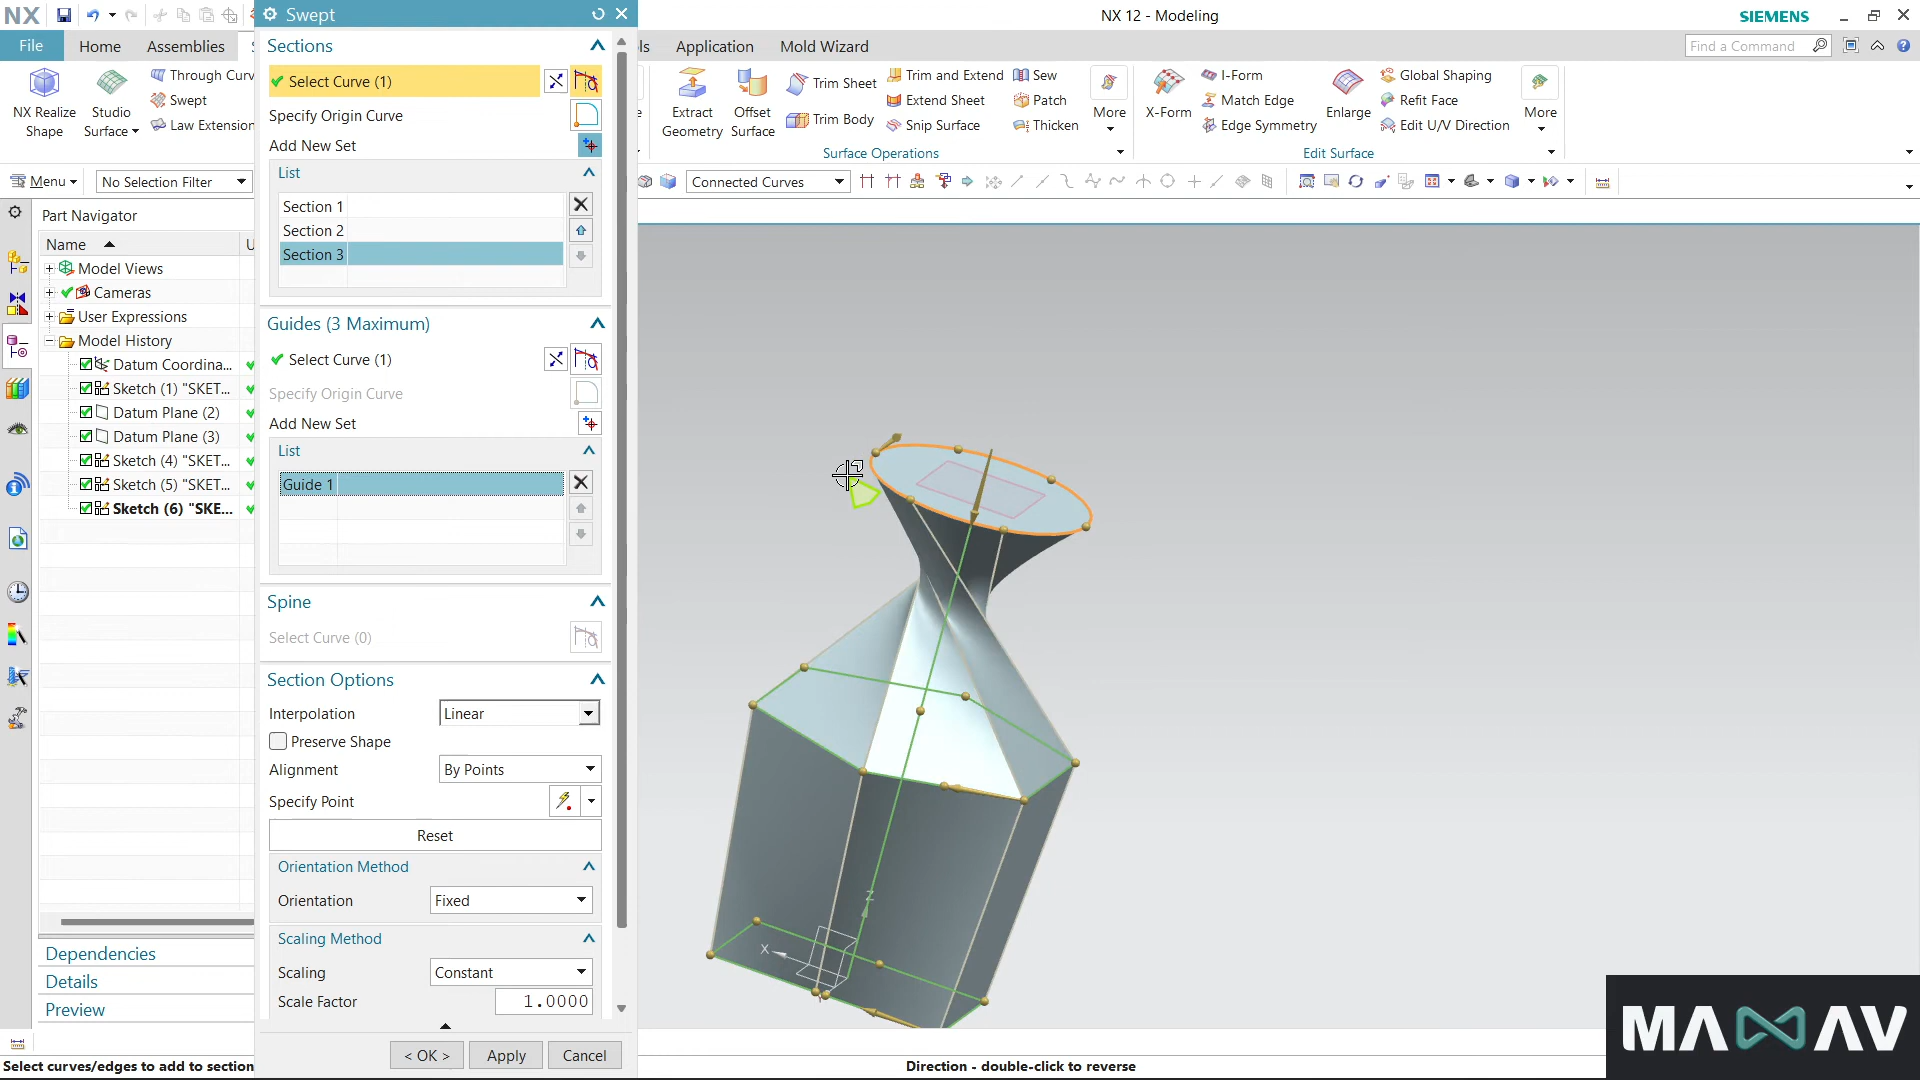 NX
Swept
NX 12 - Modeling
SIEMENS
File
Home
Assemblies
ls
Application
Mold Wizard
Find a Command
NX Realize
Shape
Studio
Surface
Through Curv
Swept
Law Extension
Extract
Geometry
Offset
Surface
Trim Sheet
Trim Body
Trim and Extend
Extend Sheet
Snip Surface
Sew
Patch
Thicken
More
Surface Operations
X-Form
I-Form
Match Edge
Edge Symmetry
Enlarge
Global Shaping
Refit Face
Edit U/V Direction
More
Edit Surface
Menu
No Selection Filter
Connected Curves
Part Navigator
Name
U
Model Views
Cameras
User Expressions
Model History
Datum Coordina...
Sketch (1) "SKET...
Datum Plane (2)
Datum Plane (3)
Sketch (4) "SKET...
Sketch (5) "SKET...
Sketch (6) "SKE...
Dependencies
Details
Preview
Sections
Select Curve (1)
Specify Origin Curve
Add New Set
List
Section 1
Section 2
Section 3
Guides (3 Maximum)
Select Curve (1)
Specify Origin Curve
Add New Set
List
Guide 1
Spine
Select Curve (0)
Section Options
Interpolation
Linear
Preserve Shape
Alignment
By Points
Specify Point
Reset
Orientation Method
Orientation
Fixed
Scaling Method
Scaling
Constant
Scale Factor
1.0000
< OK >
Apply
Cancel
Z
X
Select curves/edges to add to section
Direction - double-click to reverse
MANAV